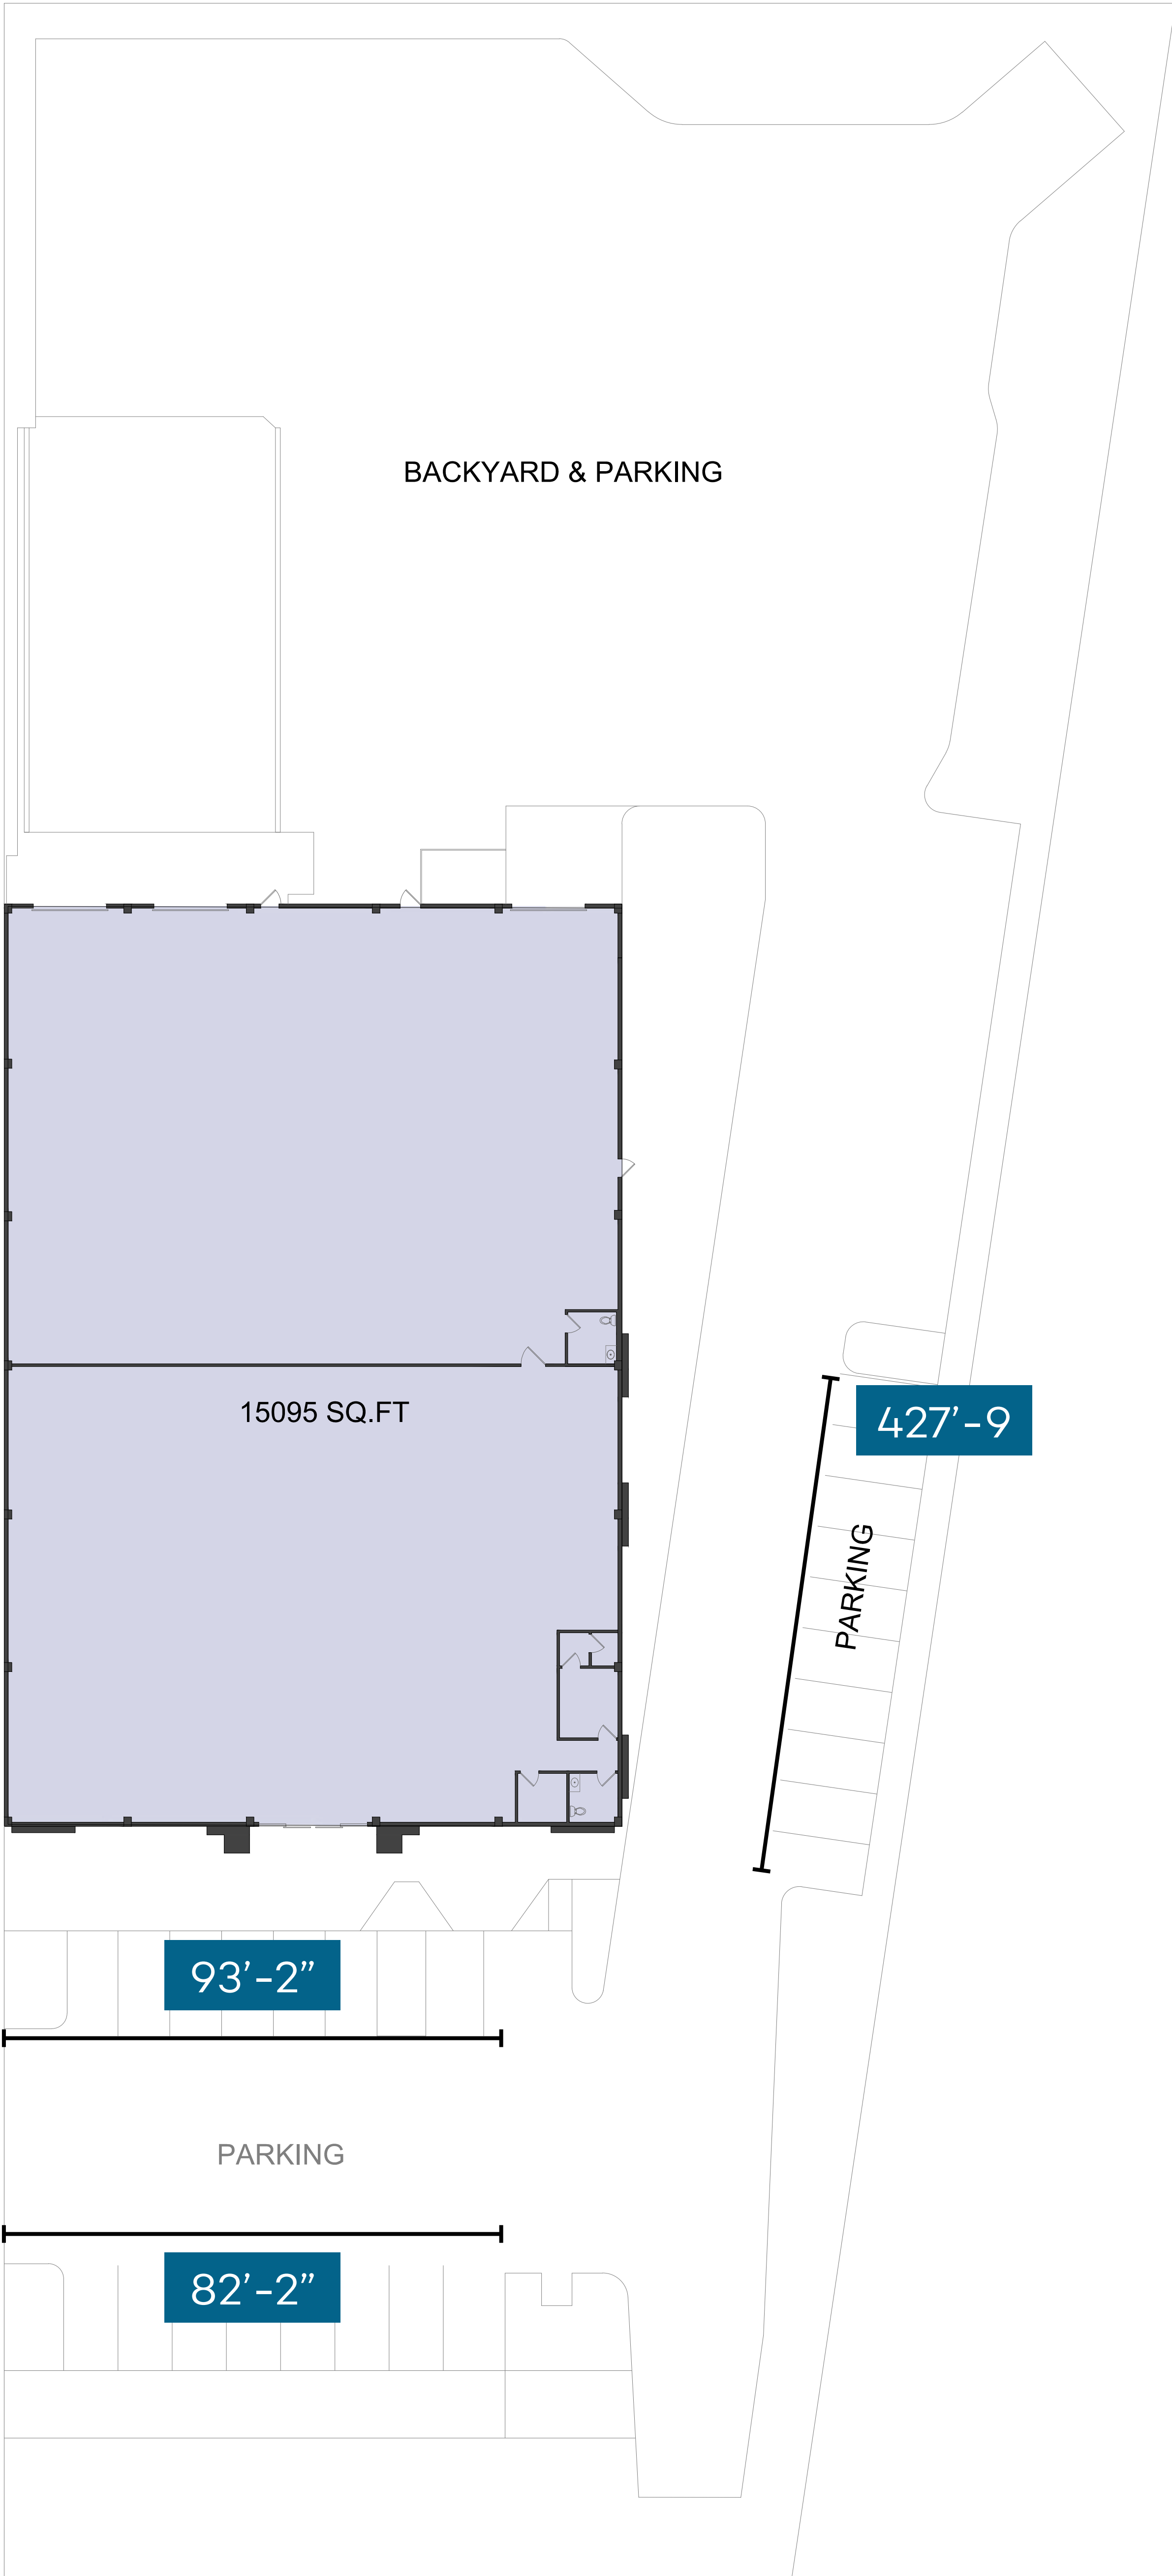 BACKYARD & PARKING
15095 SQ.FT
427’-9
PARKING
93’-2”
PARKING
82’-2”